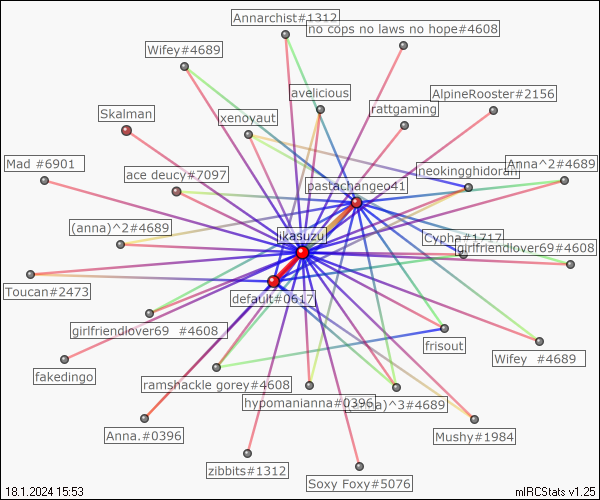 Annarchist#1312
no cops no laws no hope#4608
Wifey#4689
avelicious
AlpineRooster#2156
rattgaming
Skalman
xenoyaut
Mad #6901
ace deucy#7097
neokingghidorah
Anna^2#4689
pastachangeo41
(anna)^2#4689
ikasuzu
Cypha#1717
girlfriendlover69#4608
Toucan#2473
default#0617
girlfriendlover69 #4608
frisout
Wifey #4689
fakedingo
ramshackle gorey#4608
hypomanianna#0396
)^3#4689
Anna.#0396
Mushy#1984
zibbits#1312
Soxy Foxy#5076
18.1.2024 15:53
mIRCStats v1.25